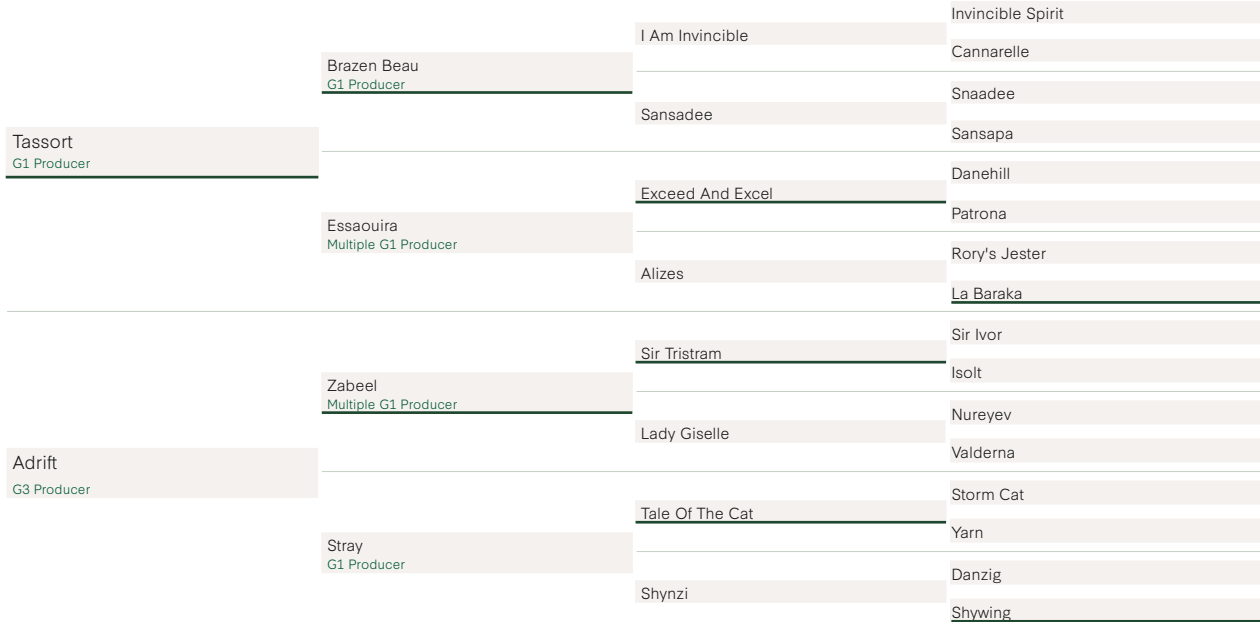 Tassort
G1 Producer
Adrift
G3 Producer
Brazen Beau
G1 Producer
Essaouira
Multiple G1 Producer
Zabeel
Multiple G1 Producer
Stray
G1 Producer
I Am Invincible
Sansadee
Exceed And Excel
Alizes
Sir Tristram
Lady Giselle
Tale Of The Cat
Shynzi
Invincible Spirit
Cannarelle
Snaadee
Sansapa
Danehill
Patrona
Rory's Jester
La Baraka
Sir Ivor
Isolt
Nureyev
Valderna
Storm Cat
Yarn
Danzig
Shywing